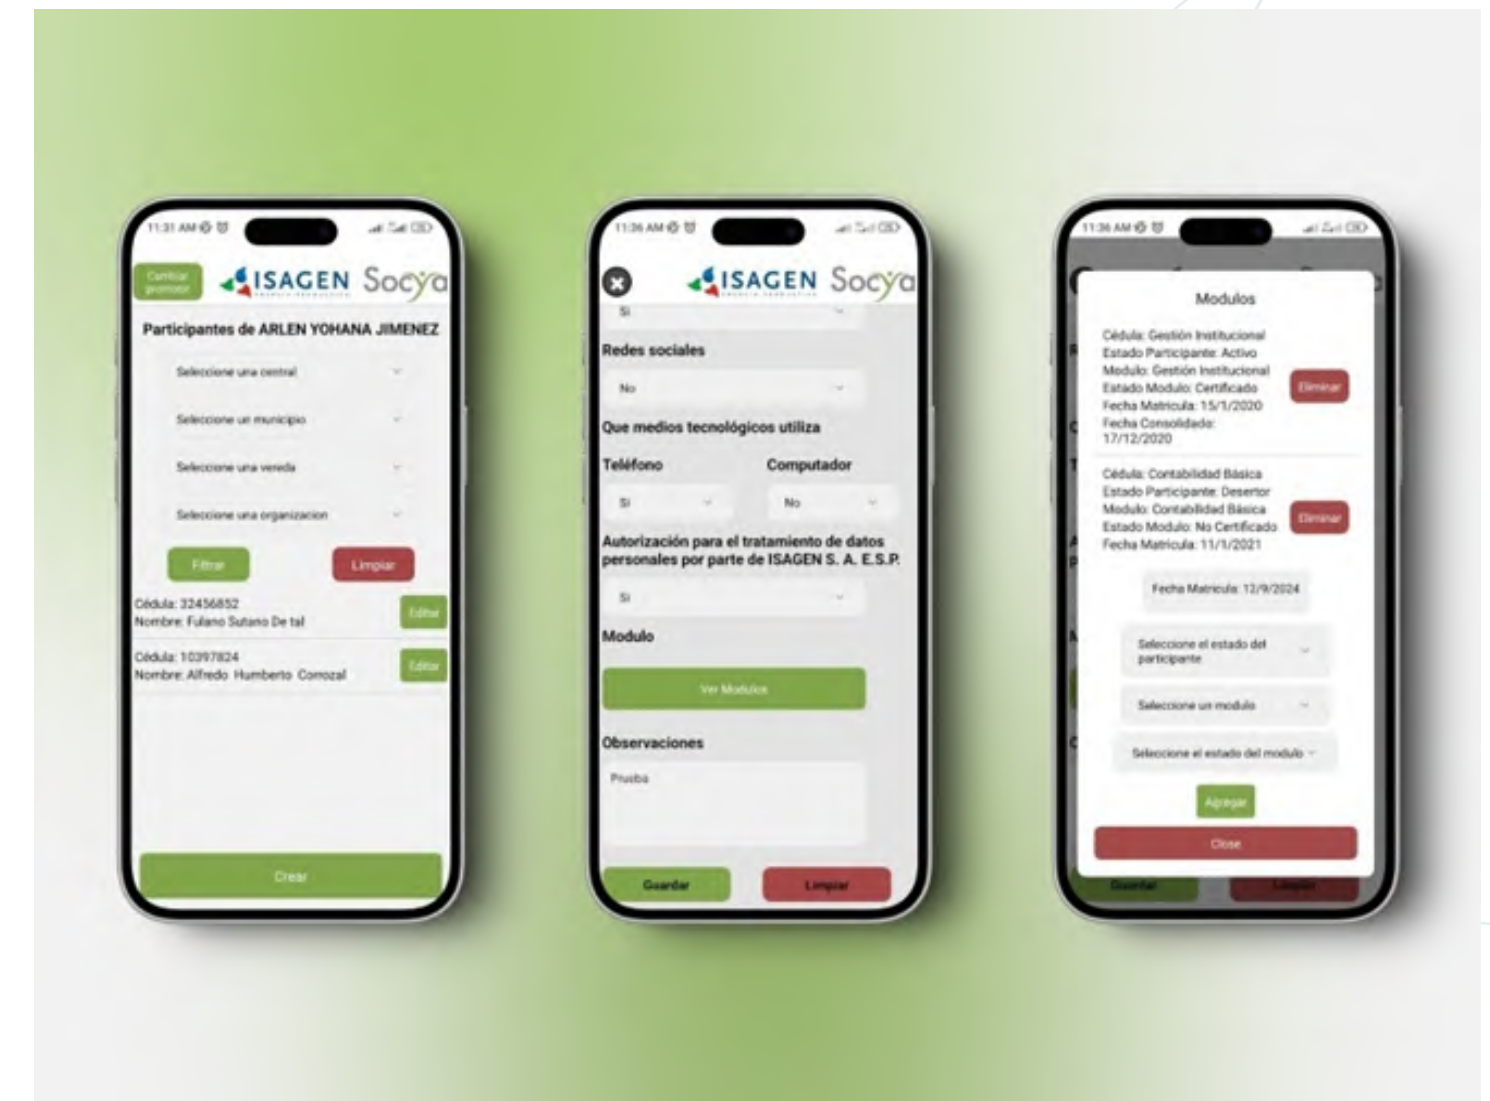 11:31 AM
Cambiar
promotor
ISAGEN
ENERGÍA PRODUCTIVA
Socya
Participantes de ARLEN YOHANA JIMENEZ
Seleccione una central
Seleccione un municipio
Seleccione una vereda
Seleccione una organizacion
Filtrar
Limpiar
Cédula: 32456852
Nombre: Fulano Sutano De tal
Editar
Cédula: 10397824
Nombre: Alfredo Humberto Corrozal
Editar
Crear
11:36 AM
ISAGEN
ENERGÍA PRODUCTIVA
Socya
Si
Redes sociales
No
Que medios tecnológicos utiliza
Teléfono
Computador
Si
No
Autorización para el tratamiento de datos
personales por parte de ISAGEN S. A. E.S.P.
Si
Modulo
Ver Modulos
Observaciones
Prueba
Guardar
Limpiar
11:36 AM
Modulos
Cédula: Gestión Institucional
Estado Participante: Activo
Modulo: Gestión Institucional
Estado Modulo: Certificado
Fecha Matricula: 15/1/2020
Fecha Consolidado:
17/12/2020
Eliminar
Cédula: Contabilidad Básica
Estado Participante: Desertor
Modulo: Contabilidad Básica
Estado Modulo: No Certificado
Fecha Matricula: 11/1/2021
Eliminar
Fecha Matricula: 12/9/2024
Seleccione el estado del
participante
Seleccione un modulo
Seleccione el estado del modulo
Agregar
Close
Guardar
Limpiar